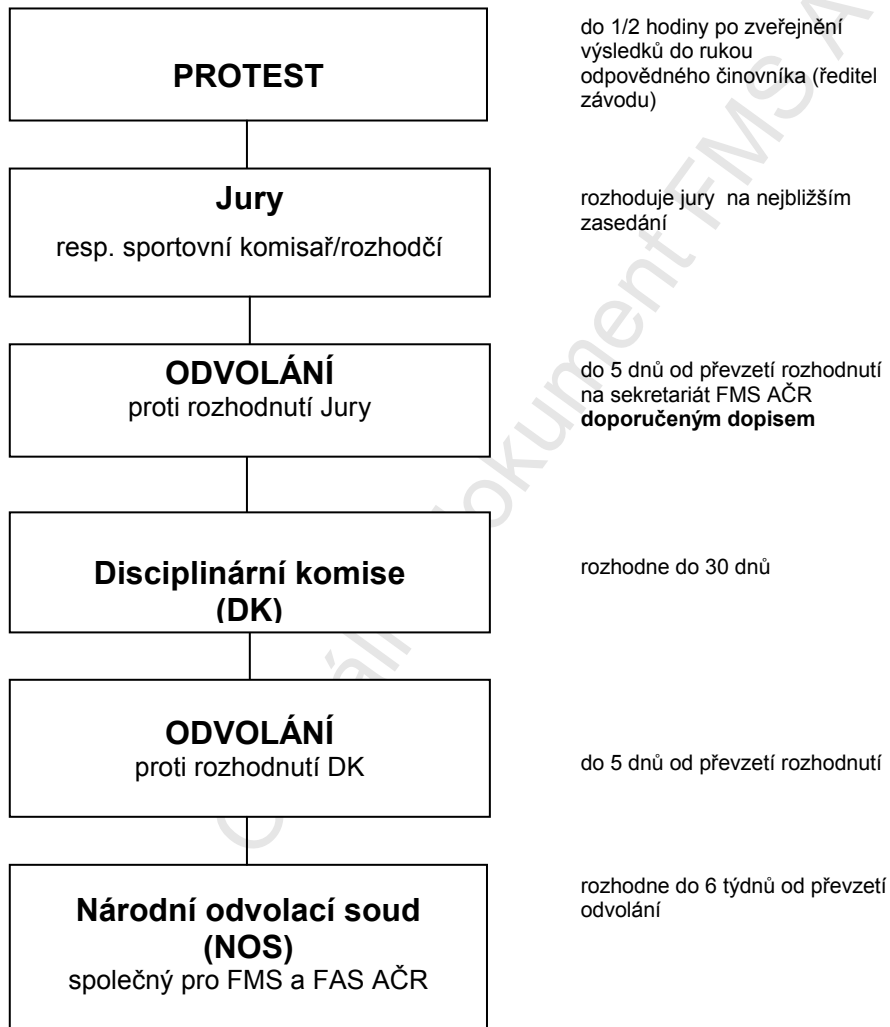 PROTEST
do 1/2 hodiny po zveřejnění
výsledků do rukou
odpovědného činovníka (ředitel
závodu)
Jury
resp. sportovní komisař/rozhodčí
rozhoduje jury na nejbližším
zasedání
ODVOLÁNÍ
proti rozhodnutí Jury
do 5 dnů od převzetí rozhodnutí
na sekretariát FMS AČR
doporučeným dopisem
Disciplinární komise
(DK)
rozhodne do 30 dnů
ODVOLÁNÍ
proti rozhodnutí DK
do 5 dnů od převzetí rozhodnutí
Národní odvolací soud
(NOS)
společný pro FMS a FAS AČR
rozhodne do 6 týdnů od převzetí
odvolání